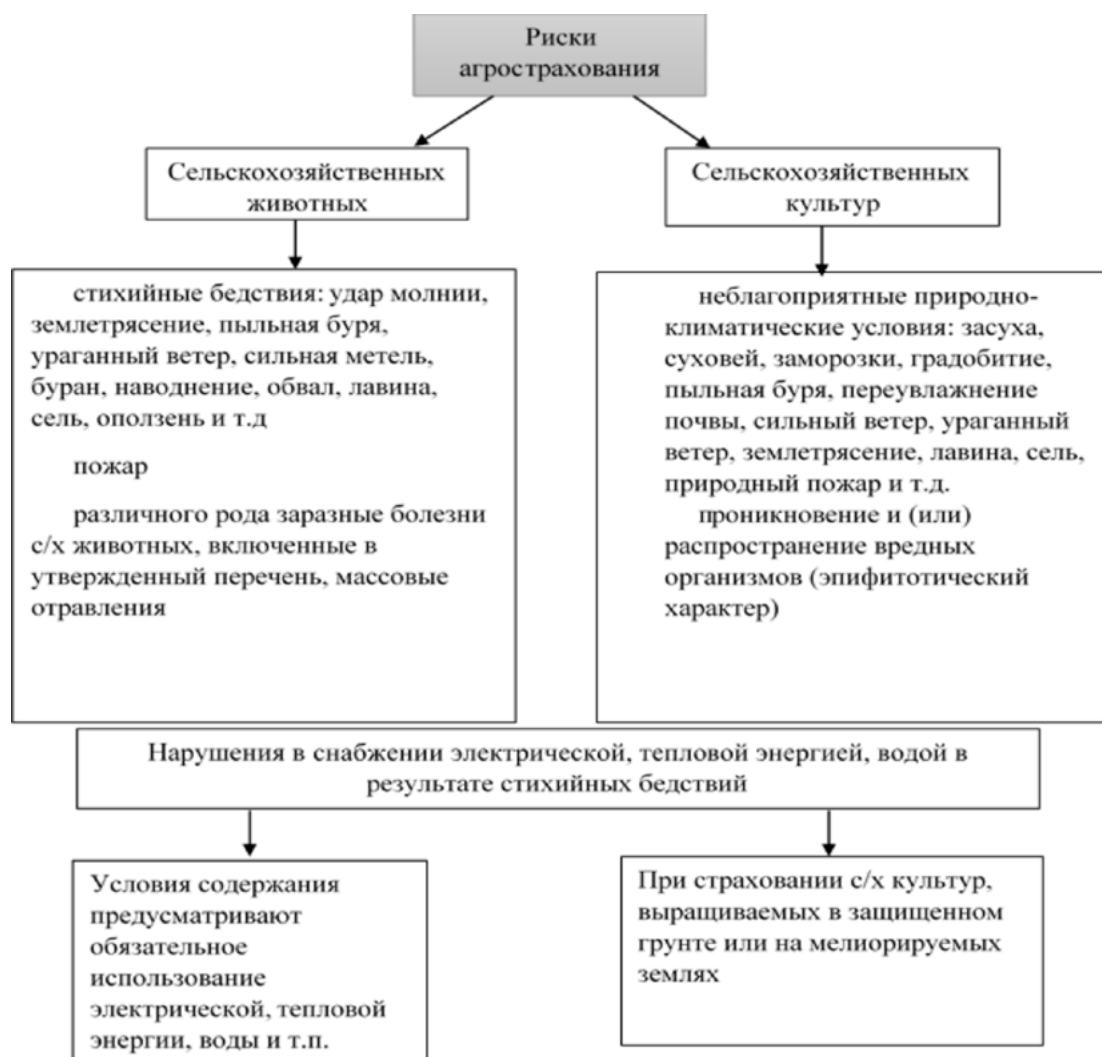 Риски
агрострахования
Сельскохозяйственных
животных
Сельскохозяйственных
культур
стихийные бедствия: удар молнии,
землетрясение, пыльная буря,
ураганный ветер, сильная метель,
буран, наводнение, обвал, лавина,
сель, оползень и т.д
пожар
различного рода заразные болезни
с/х животных, включенные в
утвержденный перечень, массовые
отравления
неблагоприятные природно-
климатические условия: засуха,
суховей, заморозки, градобитие,
пыльная буря, переувлажнение
почвы, сильный ветер, ураганный
ветер, землетрясение, лавина, сель,
природный пожар и т.д.
проникновение и (или)
распространение вредных
организмов (эпифитотический
характер)
Нарушения в снабжении электрической, тепловой энергией, водой в
результате стихийных бедствий
Условия содержания
предусматривают
обязательное
использование
электрической, тепловой
энергии, воды и т.п.
При страховании с/х культур,
выращиваемых в защищенном
грунте или на мелиорируемых
землях